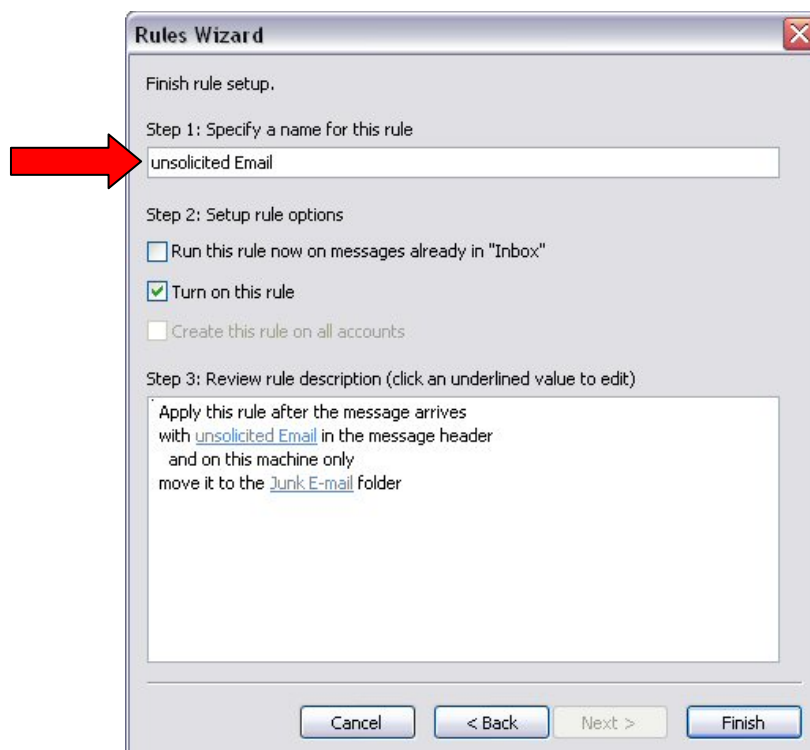 Rules Wizard
Finish rule setup.
Step 1: Specify a name for this rule
unsolicited Email
Step 2: Setup rule options
Run this rule now on messages already in "Inbox"
Turn on this rule
Create this rule on all accounts
Step 3: Review rule description (click an underlined value to edit)
Apply this rule after the message arrives
with unsolicited Email in the message header
and on this machine only
move it to the Junk E-mail folder
Cancel < Back Next > Finish